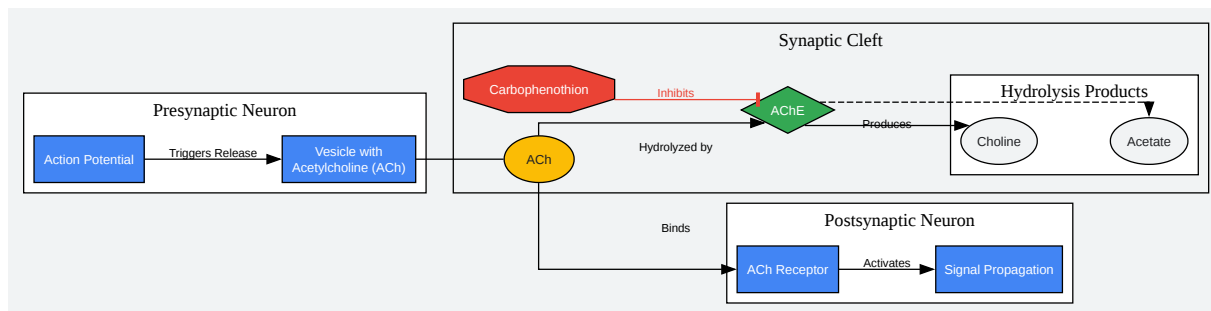 Synaptic Cleft
Carbophenothion
Inhibits
AChE
Hydrolysis Products
Presynaptic Neuron
Action Potential
Triggers Release
Vesicle with
Acetylcholine (ACh)
ACh
Hydrolyzed by
Produces
Choline
Acetate
Binds
Postsynaptic Neuron
ACh Receptor
Activates
Signal Propagation